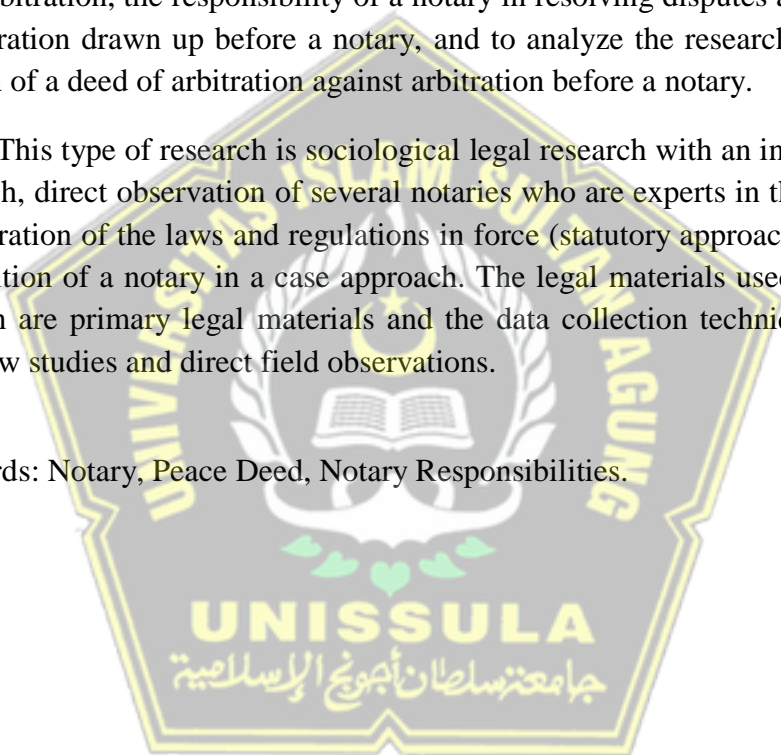 bitration, the responsibility of a notary in resolving disputes a
ration drawn up before a notary, and to analyze the research
n of a deed of arbitration against arbitration before a notary.
This type of research is sociological legal research with an in
h, direct observation of several notaries who are experts in th
ration of the laws and regulations in force (statutory approac
ition of a notary in a case approach. The legal materials used
n are primary legal materials and the data collection techni
w studies and direct field observations.
rds: Notary, Peace Deed, Notary Responsibilities.
UNIVERSITAS ISLAM SULTAN AGUNG
UNISSULA
جامعة سلطان أجونج الإسلامية